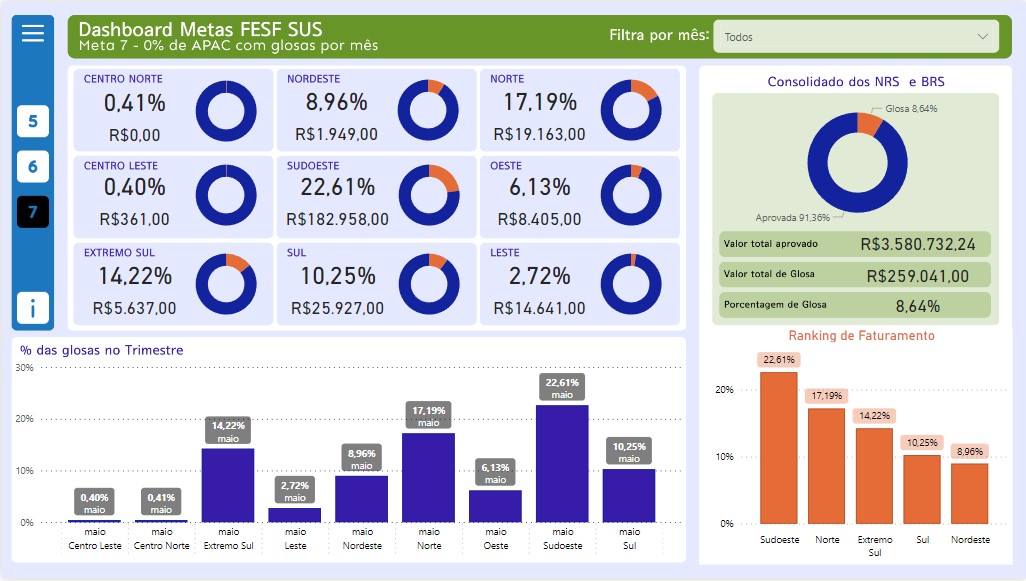 Dashboard Metas FESF SUS
Meta 7 - 0% de APAC com glosas por mês
Filtra por mês:
Todos
5
6
7
i
CENTRO NORTE
0,41%
R$0,00
NORDESTE
8,96%
R$1.949,00
NORTE
17,19%
R$19.163,00
CENTRO LESTE
0,40%
R$361,00
SUDOESTE
22,61%
R$182.958,00
OESTE
6,13%
R$8.405,00
EXTREMO SUL
14,22%
R$5.637,00
SUL
10,25%
R$25.927,00
LESTE
2,72%
R$14.641,00
Consolidado dos NRS e BRS
Glosa 8,64%
Aprovada 91,36%
Valor total aprovado R$3.580.732,24
Valor total de Glosa R$259.041,00
Porcentagem de Glosa 8,64%
% das glosas no Trimestre
30%
20%
10%
0%
0,40%
maio
0,41%
maio
14,22%
maio
2,72%
maio
8,96%
maio
17,19%
maio
6,13%
maio
22,61%
maio
10,25%
maio
maio
Centro Leste
maio
Centro Norte
maio
Extremo Sul
maio
Leste
maio
Nordeste
maio
Norte
maio
Oeste
maio
Sudoeste
maio
Sul
Ranking de Faturamento
20%
10%
0%
22,61%
17,19%
14,22%
10,25%
8,96%
Sudoeste
Norte
Extremo
Sul
Sul
Nordeste